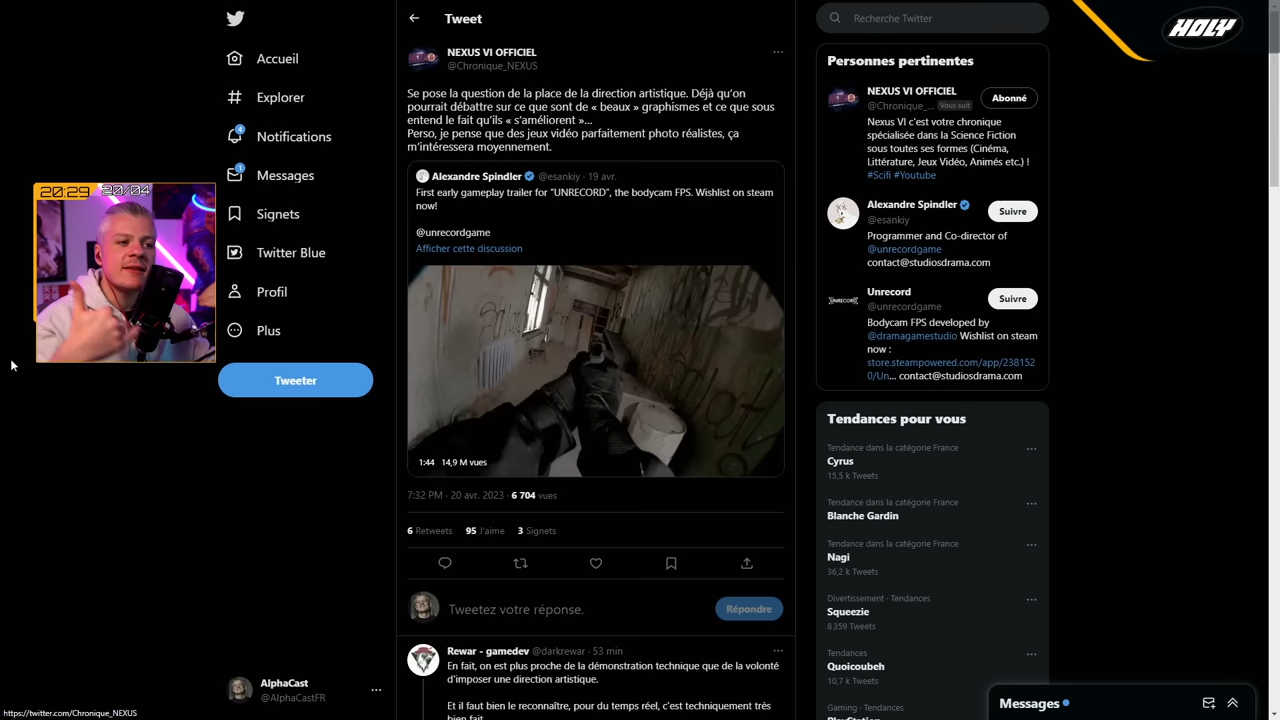 Tweet
Recherche Twitter
HOLY
Accueil
Explorer
4
Notifications
1
Messages
Signets
Twitter Blue
Profil
Plus
Tweeter
20:29 20/04
AlphaCast
@AlphaCastFR
https://twitter.com/Chronique_NEXUS
NEXUS VI OFFICIEL
@Chronique_NEXUS
Se pose la question de la place de la direction artistique. Déjà qu'on
pourrait débattre sur ce que sont de « beaux » graphismes et ce que sous
entend le fait qu'ils « s'améliorent »...
Perso, je pense que des jeux vidéo parfaitement photo réalistes, ça
m'intéressera moyennement.
Alexandre Spindler @esankiy · 19 avr.
First early gameplay trailer for "UNRECORD", the bodycam FPS. Wishlist on steam
now!
@unrecordgame
Afficher cette discussion
1:44 14,9 M vues
7:32 PM · 20 avr. 2023 · 6 704 vues
6 Retweets 95 J'aime 3 Signets
Tweetez votre réponse.
Répondre
Rewar - gamedev @darkrewar · 53 min
En fait, on est plus proche de la démonstration technique que de la volonté
d'imposer une direction artistique.
Et il faut bien le reconnaître, pour du temps réel, c'est techniquement très
bien fait.
Personnes pertinentes
NEXUS VI OFFICIEL
@Chronique_... Vous suit
Abonné
Nexus VI c'est votre chronique
spécialisée dans la Science Fiction
sous toutes ses formes (Cinéma,
Littérature, Jeux Vidéo, Animés etc.) !
#Scifi #Youtube
Alexandre Spindler
@esankiy
Suivre
Programmer and Co-director of
@unrecordgame
contact@studiosdrama.com
UNRECORD
Unrecord
@unrecordgame
Suivre
Bodycam FPS developed by
@dramagamestudio Wishlist on steam
now :
store.steampowered.com/app/238152
0/Un... contact@studiosdrama.com
Tendances pour vous
Tendance dans la catégorie France
Cyrus
15,5 k Tweets
Tendance dans la catégorie France
Blanche Gardin
Tendance dans la catégorie France
Nagi
36,2 k Tweets
Divertissement · Tendances
Squeezie
8 359 Tweets
Tendances
Quoicoubeh
10,7 k Tweets
Gaming · Tendances
PlayStation
Messages